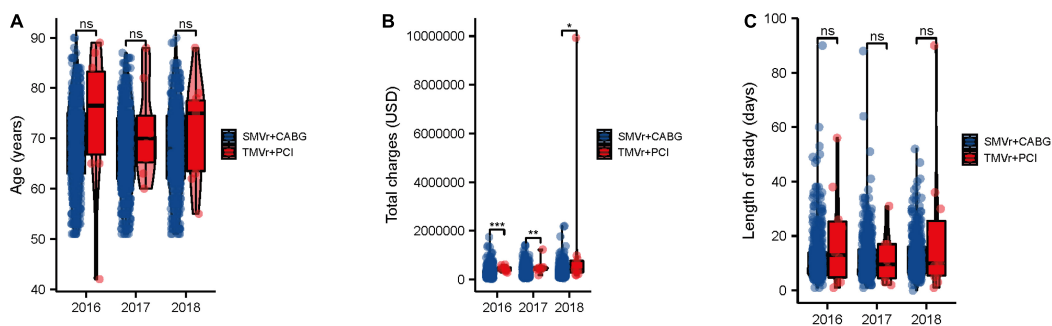 A
ns
ns
ns
90
80
70
60
50
40
Age (years)
2016
2017
2018
SMVr+CABG
TMVr+PCI
B
*
***
**
10000000
8000000
6000000
4000000
2000000
0
Total charges (USD)
2016
2017
2018
SMVr+CABG
TMVr+PCI
C
ns
ns
ns
100
80
60
40
20
0
Length of stady (days)
2016
2017
2018
SMVr+CABG
TMVr+PCI